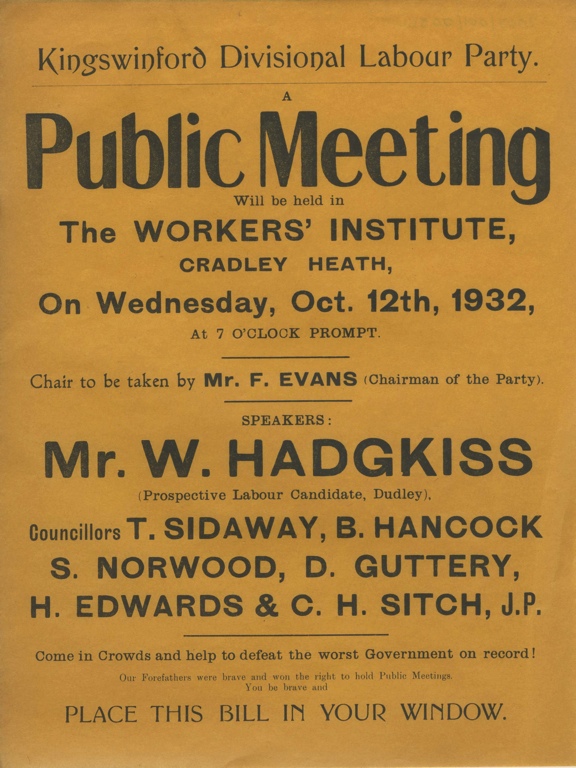 Kingswinford Divisional Labour Party.
A
Public Meeting
Will be held in
The WORKERS' INSTITUTE,
CRADLEY HEATH,
On Wednesday, Oct. 12th, 1932,
At 7 O'CLOCK PROMPT.
Chair to be taken by Mr. F. EVANS (Chairman of the Party).
SPEAKERS:
Mr. W. HADGKISS
(Prospective Labour Candidate, Dudley),
Councillors T. SIDAWAY, B. HANCOCK
S. NORWOOD, D. GUTTERY,
H. EDWARDS & C. H. SITCH, J.P.
Come in Crowds and help to defeat the worst Government on record!
Our Forefathers were brave and won the right to hold Public Meetings.
You be brave and
PLACE THIS BILL IN YOUR WINDOW.